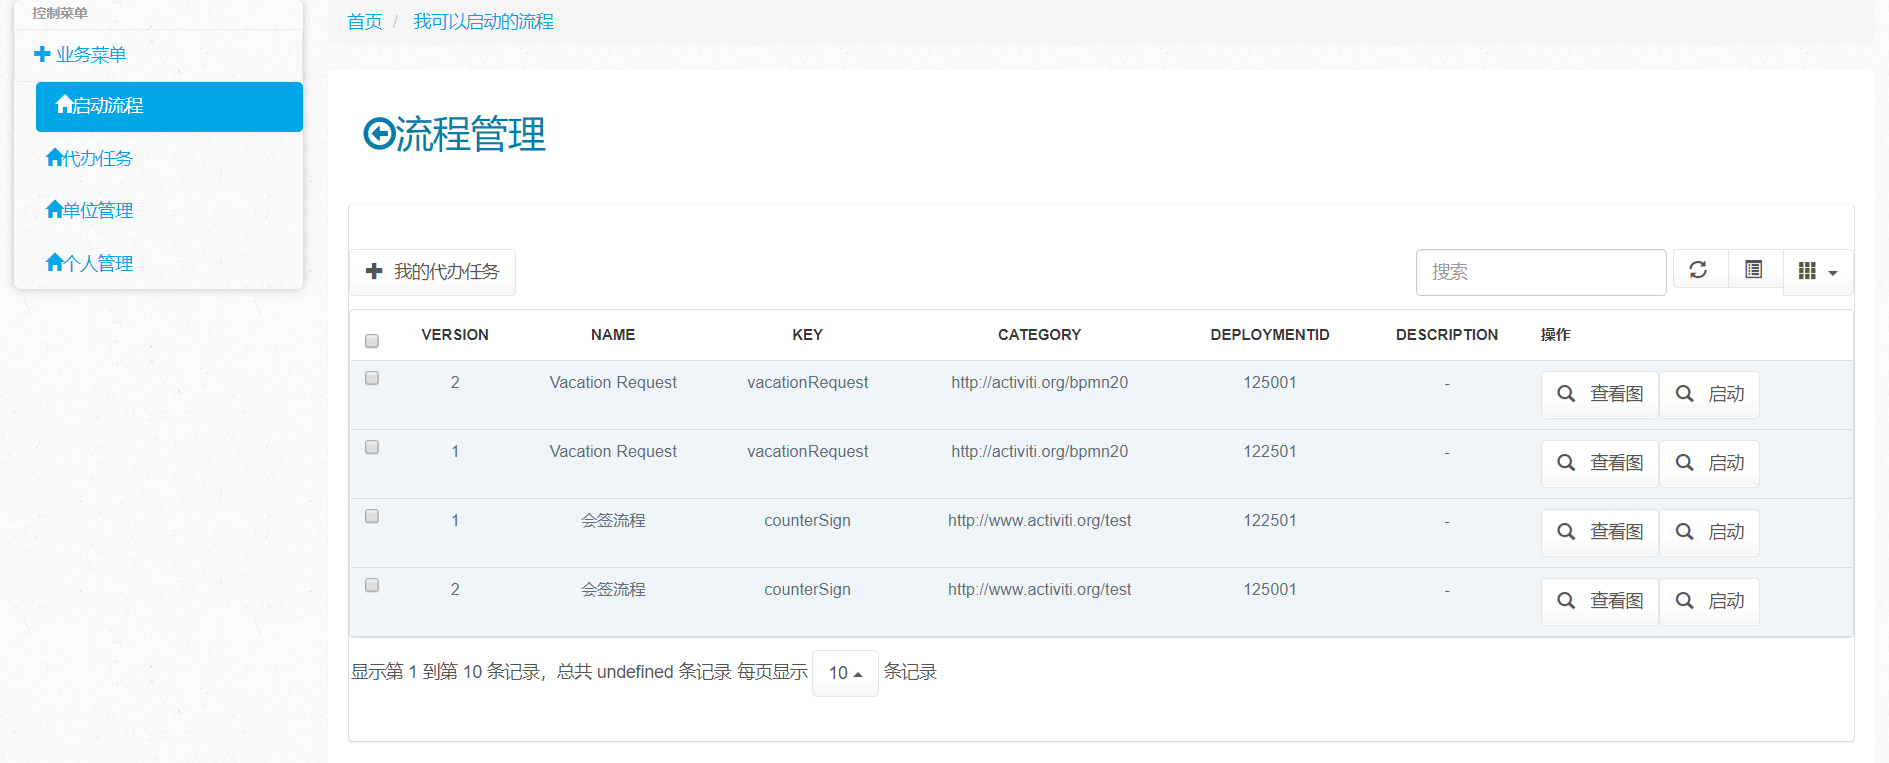 控制菜单
业务菜单
启动流程
代办任务
单位管理
个人管理
首页 / 我可以启动的流程
流程管理
我的代办任务
搜索
VERSION NAME KEY CATEGORY DEPLOYMENTID DESCRIPTION 操作
2 Vacation Request vacationRequest http://activiti.org/bpmn20 125001 - 查看图 启动
1 Vacation Request vacationRequest http://activiti.org/bpmn20 122501 - 查看图 启动
1 会签流程 counterSign http://www.activiti.org/test 122501 - 查看图 启动
2 会签流程 counterSign http://www.activiti.org/test 125001 - 查看图 启动
显示第 1 到第 10 条记录，总共 undefined 条记录 每页显示 10 条记录